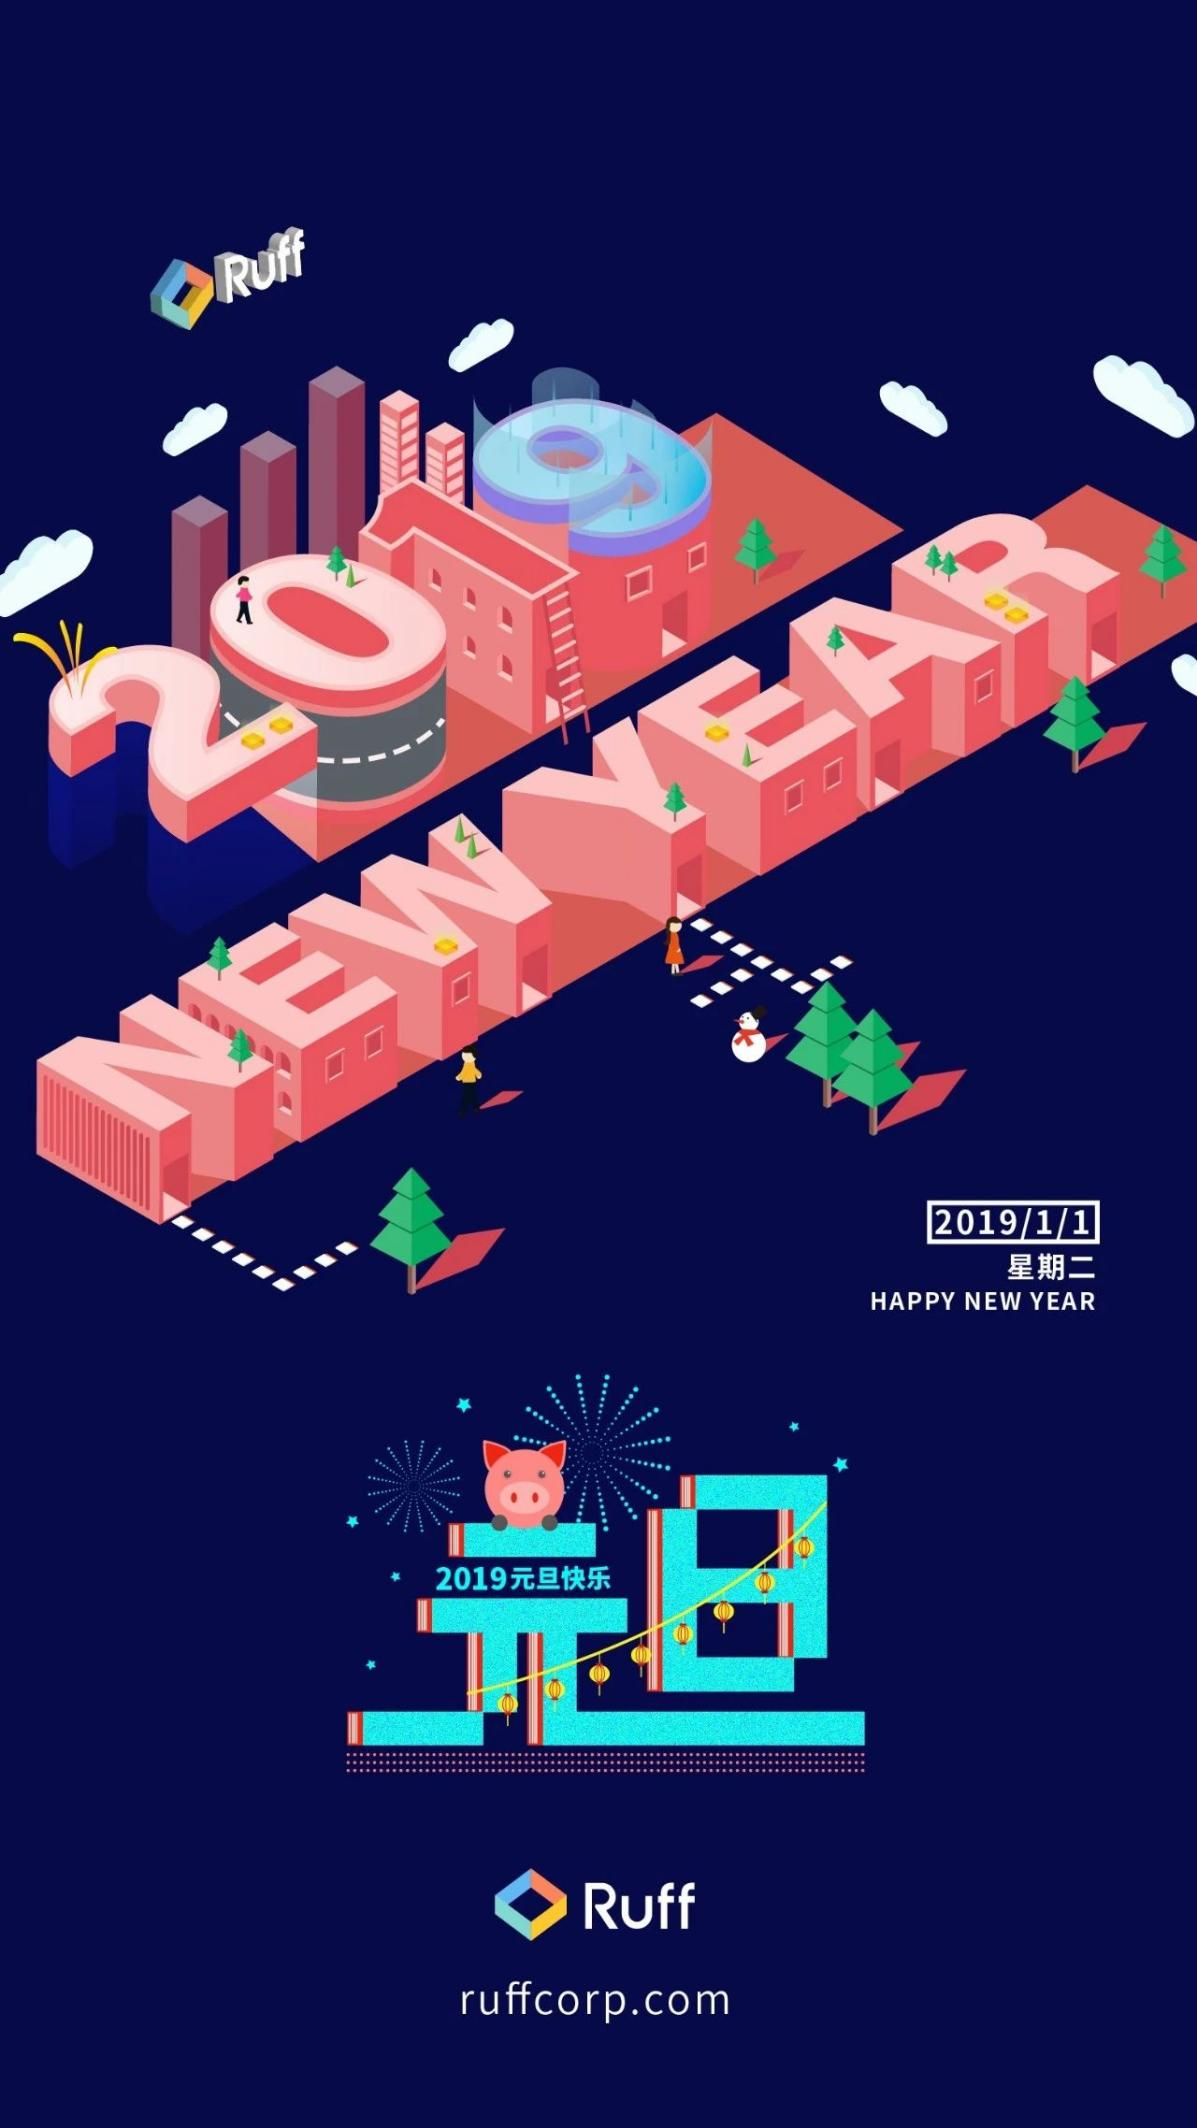 Ruff
2019
NEW YEAR
2019/1/1
星期二
HAPPY NEW YEAR
2019元旦快乐
元旦
Ruff
ruffcorp.com